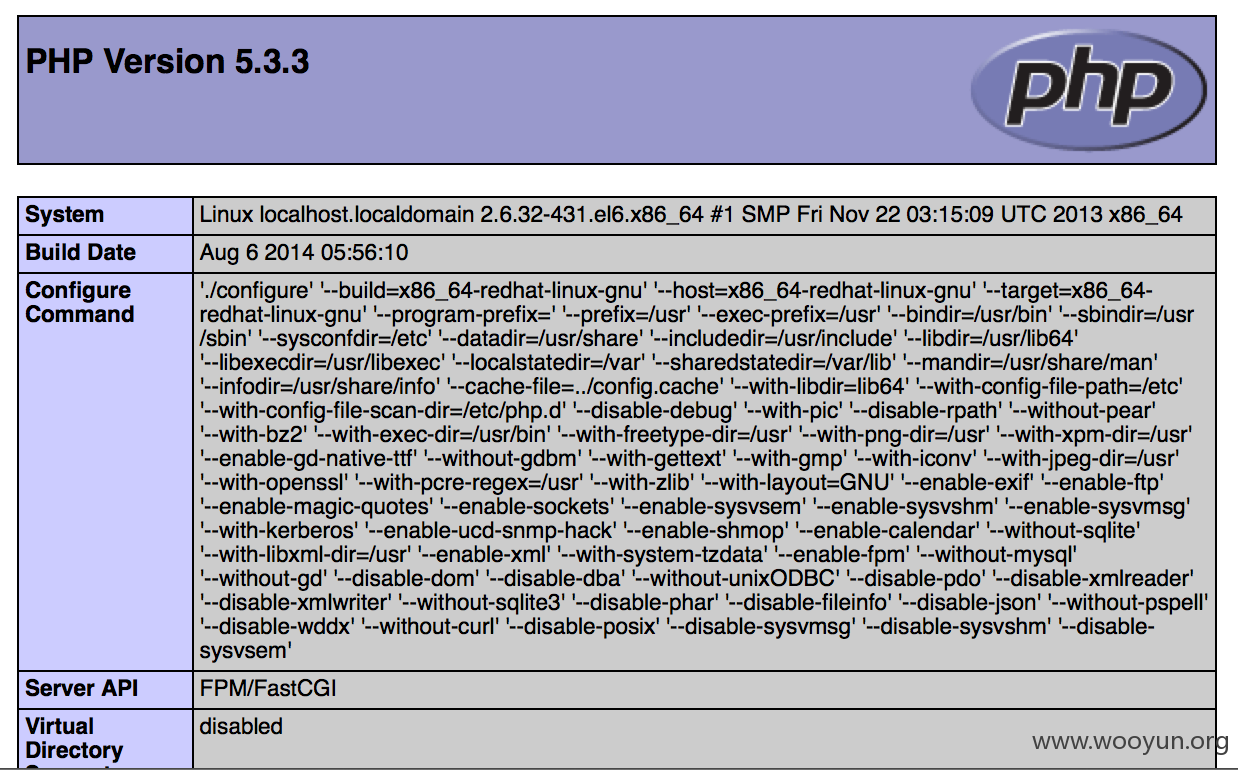 PHP Version 5.3.3
php
System
Linux localhost.localdomain 2.6.32-431.el6.x86_64 #1 SMP Fri Nov 22 03:15:09 UTC 2013 x86_64
Build Date
Aug 6 2014 05:56:10
Configure
Command
'./configure' '--build=x86_64-redhat-linux-gnu' '--host=x86_64-redhat-linux-gnu' '--target=x86_64-
redhat-linux-gnu' '--program-prefix=' '--prefix=/usr' '--exec-prefix=/usr' '--bindir=/usr/bin' '--sbindir=/usr
/sbin' '--sysconfdir=/etc' '--datadir=/usr/share' '--includedir=/usr/include' '--libdir=/usr/lib64'
'--libexecdir=/usr/libexec' '--localstatedir=/var' '--sharedstatedir=/var/lib' '--mandir=/usr/share/man'
'--infodir=/usr/share/info' '--cache-file=../config.cache' '--with-libdir=lib64' '--with-config-file-path=/etc'
'--with-config-file-scan-dir=/etc/php.d' '--disable-debug' '--with-pic' '--disable-rpath' '--without-pear'
'--with-bz2' '--with-exec-dir=/usr/bin' '--with-freetype-dir=/usr' '--with-png-dir=/usr' '--with-xpm-dir=/usr'
'--enable-gd-native-ttf' '--without-gdbm' '--with-gettext' '--with-gmp' '--with-iconv' '--with-jpeg-dir=/usr'
'--with-openssl' '--with-pcre-regex=/usr' '--with-zlib' '--with-layout=GNU' '--enable-exif' '--enable-ftp'
'--enable-magic-quotes' '--enable-sockets' '--enable-sysvsem' '--enable-sysvshm' '--enable-sysvmsg'
'--with-kerberos' '--enable-ucd-snmp-hack' '--enable-shmop' '--enable-calendar' '--without-sqlite'
'--with-libxml-dir=/usr' '--enable-xml' '--with-system-tzdata' '--enable-fpm' '--without-mysql'
'--without-gd' '--disable-dom' '--disable-dba' '--without-unixODBC' '--disable-pdo' '--disable-xmlreader'
'--disable-xmlwriter' '--without-sqlite3' '--disable-phar' '--disable-fileinfo' '--disable-json' '--without-pspell'
'--disable-wddx' '--without-curl' '--disable-posix' '--disable-sysvmsg' '--disable-sysvshm' '--disable-
sysvsem'
Server API
FPM/FastCGI
Virtual
Directory
disabled
www.wooyun.org